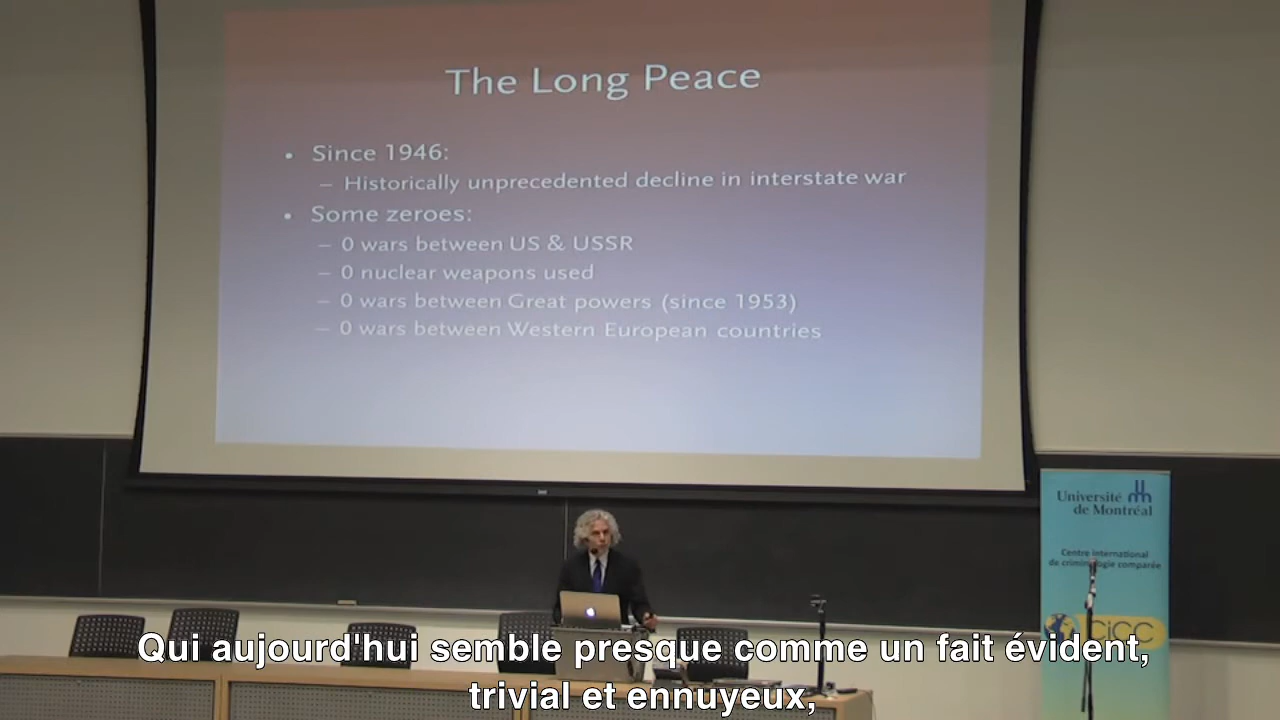 The Long Peace
• Since 1946:
– Historically unprecedented decline in interstate war
• Some zeroes:
– 0 wars between US & USSR
– 0 nuclear weapons used
– 0 wars between Great powers (since 1953)
– 0 wars between Western European countries
Université
de Montréal
Centre international
de criminologie comparée
CiCC
Qui aujourd'hui semble presque comme un fait évident,
trivial et ennuyeux,